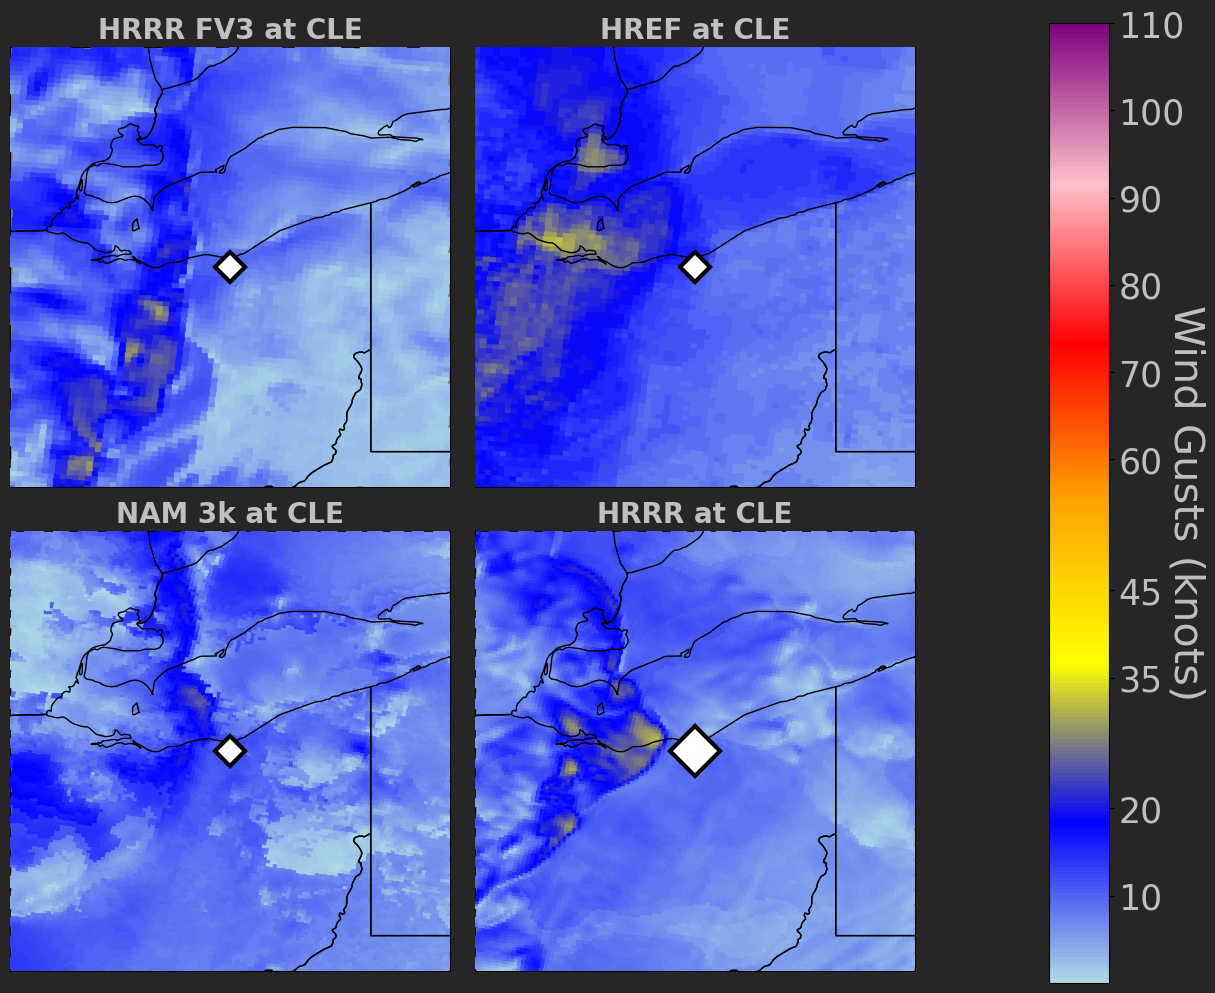 HRRR FV3 at CLE
HREF at CLE
NAM 3k at CLE
HRRR at CLE
110
100
90
80
70
60
45
35
20
10
Wind Gusts (knots)